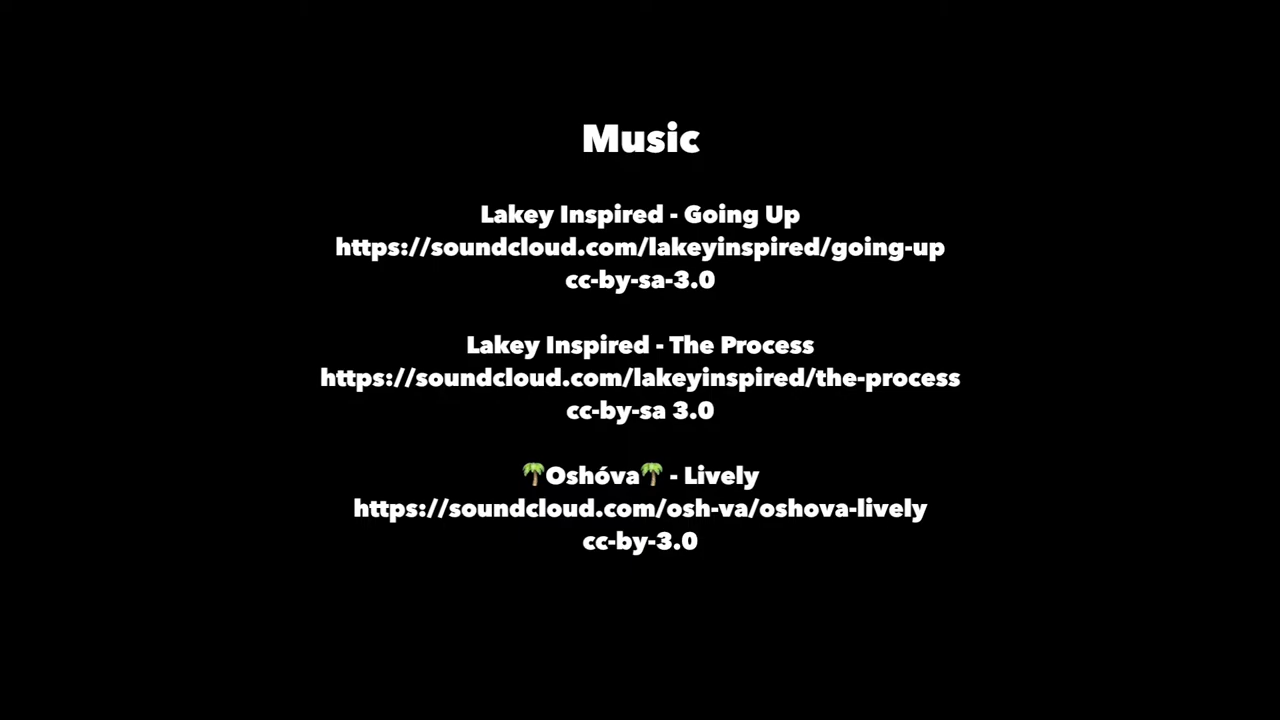 Music
Lakey Inspired - Going Up
https://soundcloud.com/lakeyinspired/going-up
cc-by-sa-3.0
Lakey Inspired - The Process
https://soundcloud.com/lakeyinspired/the-process
cc-by-sa 3.0
🌴Oshóva🌴 - Lively
https://soundcloud.com/osh-va/oshova-lively
cc-by-3.0